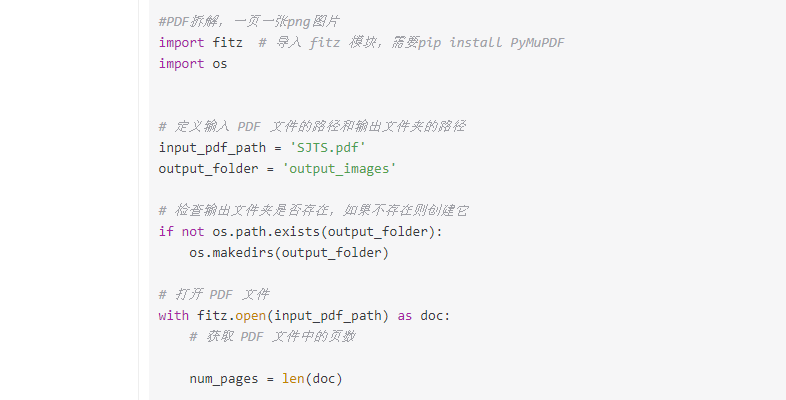 #PDF拆解，一页一张png图片
import fitz  # 导入 fitz 模块，需要pip install PyMuPDF
import os
# 定义输入 PDF 文件的路径和输出文件夹的路径
input_pdf_path = 'SJTS.pdf'
output_folder = 'output_images'
# 检查输出文件夹是否存在，如果不存在则创建它
if not os.path.exists(output_folder):
    os.makedirs(output_folder)
# 打开 PDF 文件
with fitz.open(input_pdf_path) as doc:
    # 获取 PDF 文件中的页数
    num_pages = len(doc)